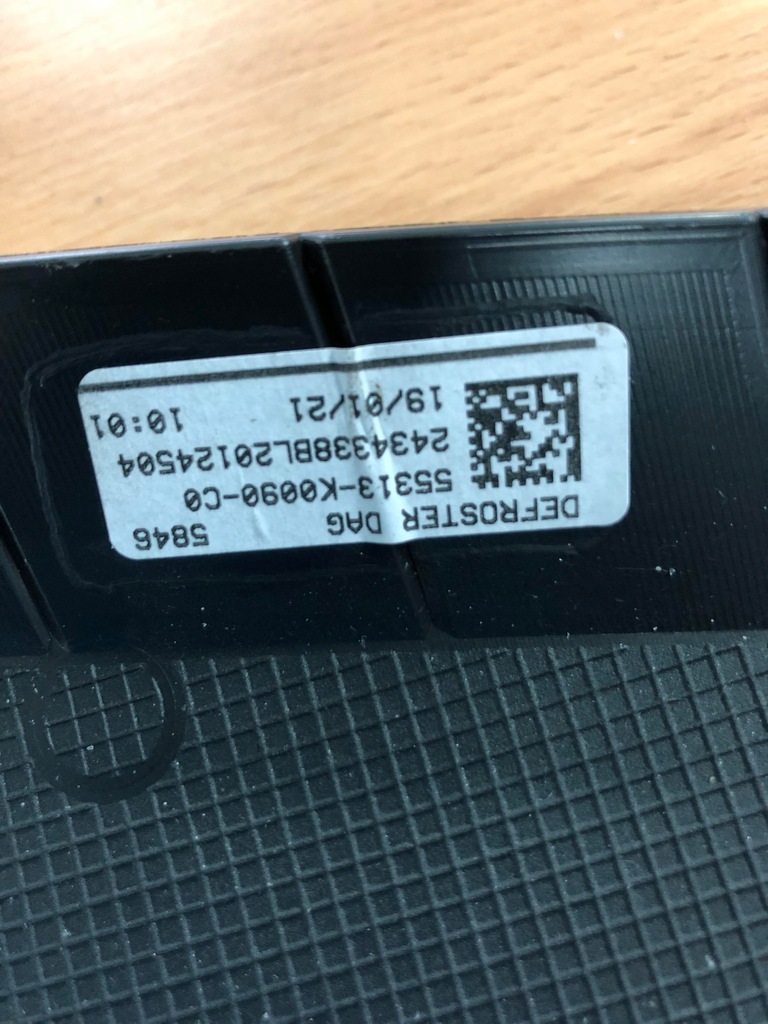 DEFROSTER DAG 5846
55313-K0090-C0
2434338BL20124504
19/01/21 10:01